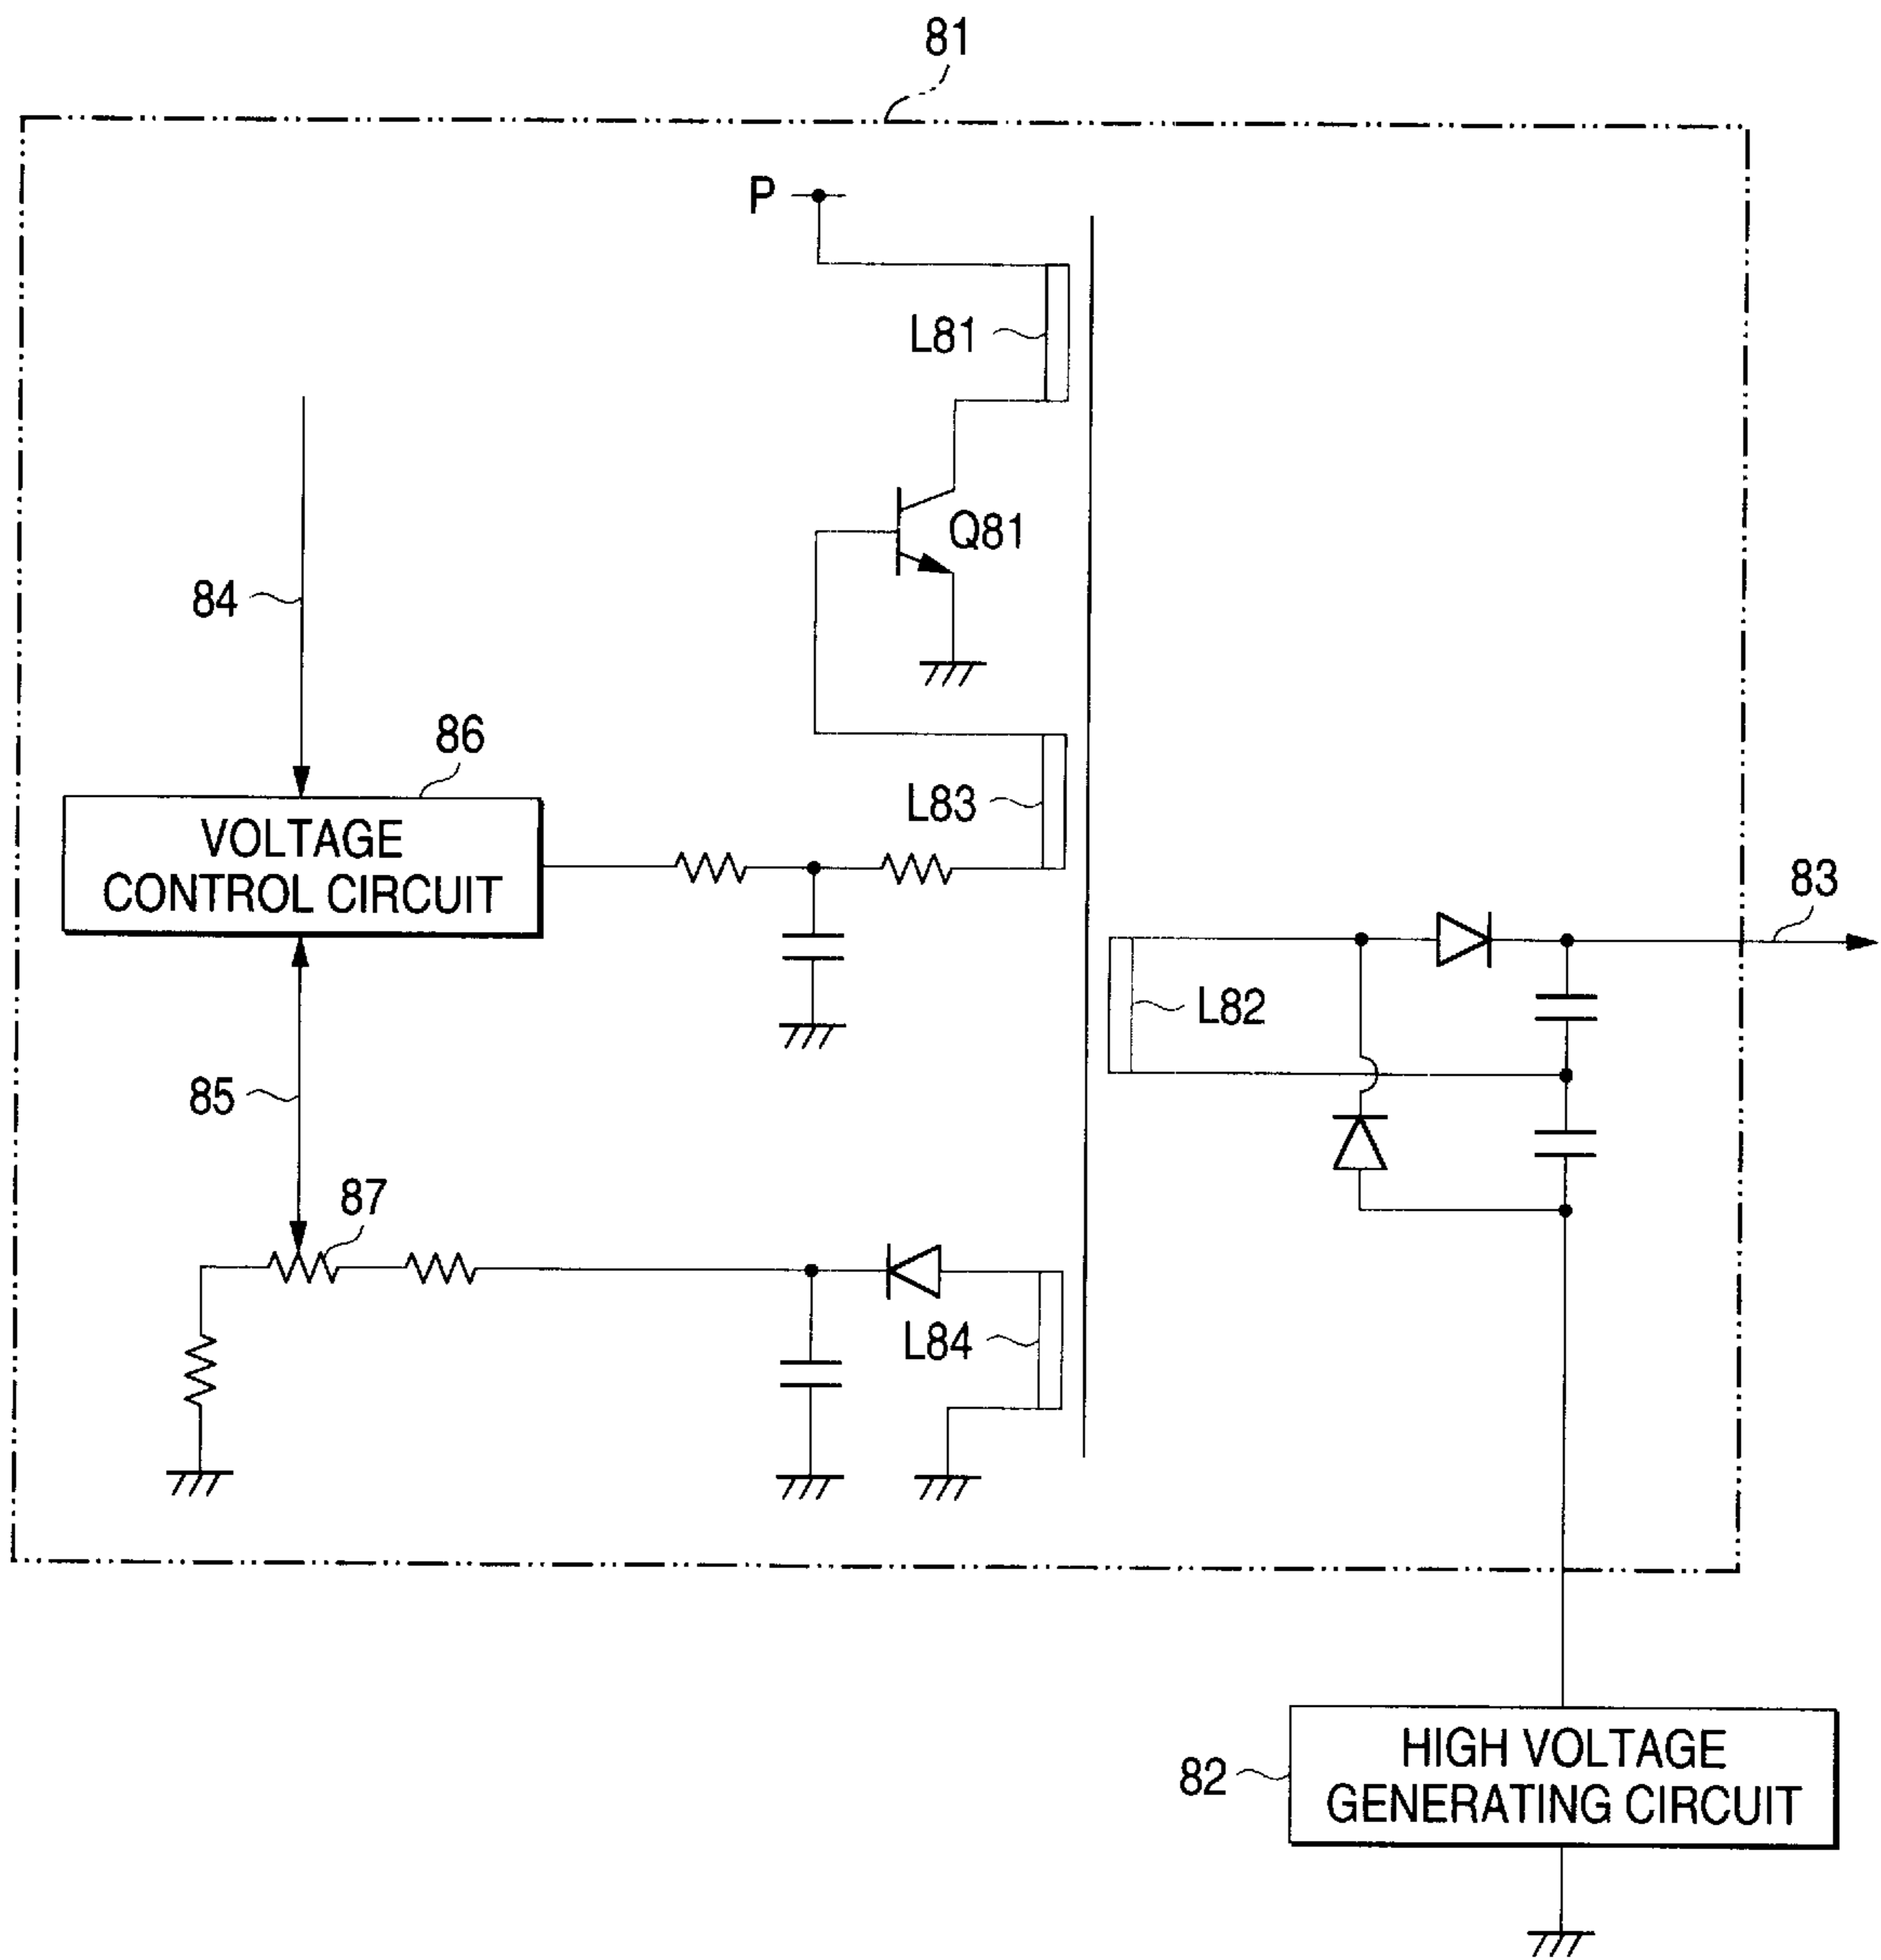 81
P
L81
Q81
84
86
L83
VOLTAGE
CONTROL CIRCUIT
83
L82
85
87
L84
HIGH VOLTAGE
82
GENERATING CIRCUIT